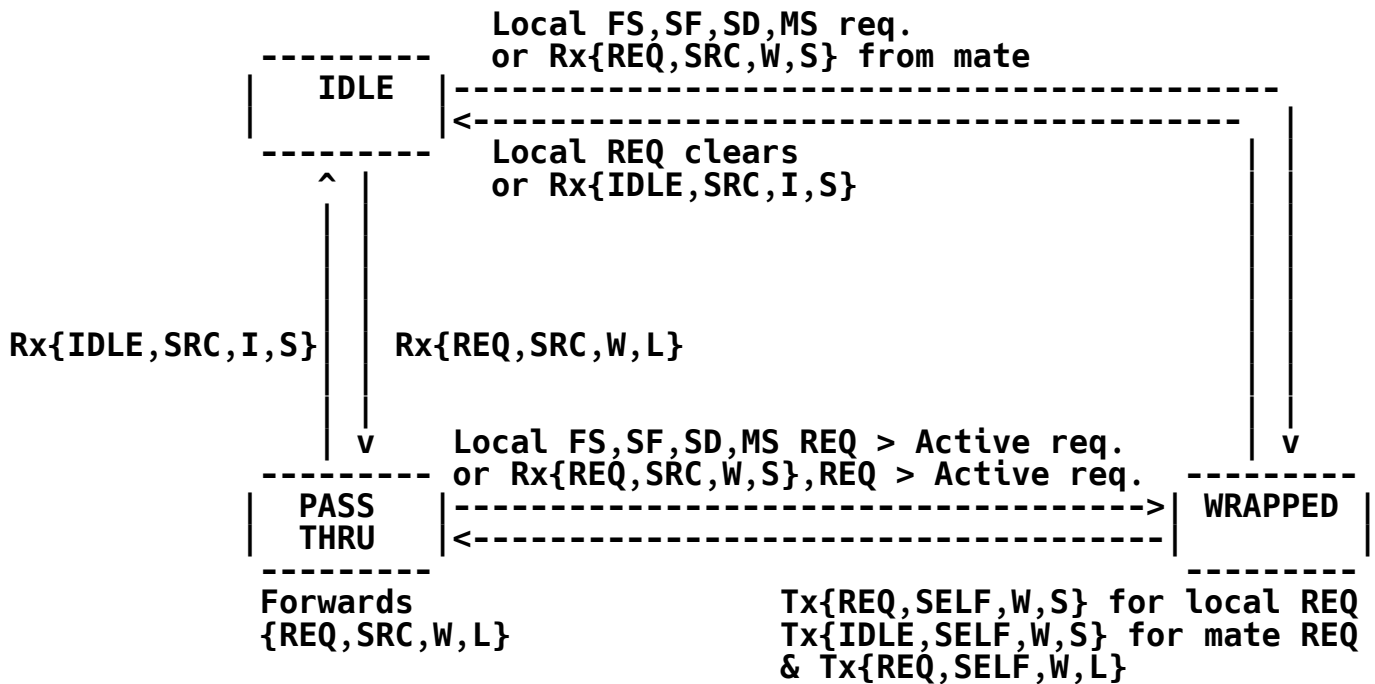 Local FS,SF,SD,MS req.
or Rx{REQ,SRC,W,S} from mate
IDLE
Local REQ clears
or Rx{IDLE,SRC,I,S}
Rx{IDLE,SRC,I,S}
Rx{REQ,SRC,W,L}
Local FS,SF,SD,MS REQ > Active req.
or Rx{REQ,SRC,W,S},REQ > Active req.
PASS
THRU
WRAPPED
Forwards
{REQ,SRC,W,L}
Tx{REQ,SELF,W,S} for local REQ
Tx{IDLE,SELF,W,S} for mate REQ
& Tx{REQ,SELF,W,L}